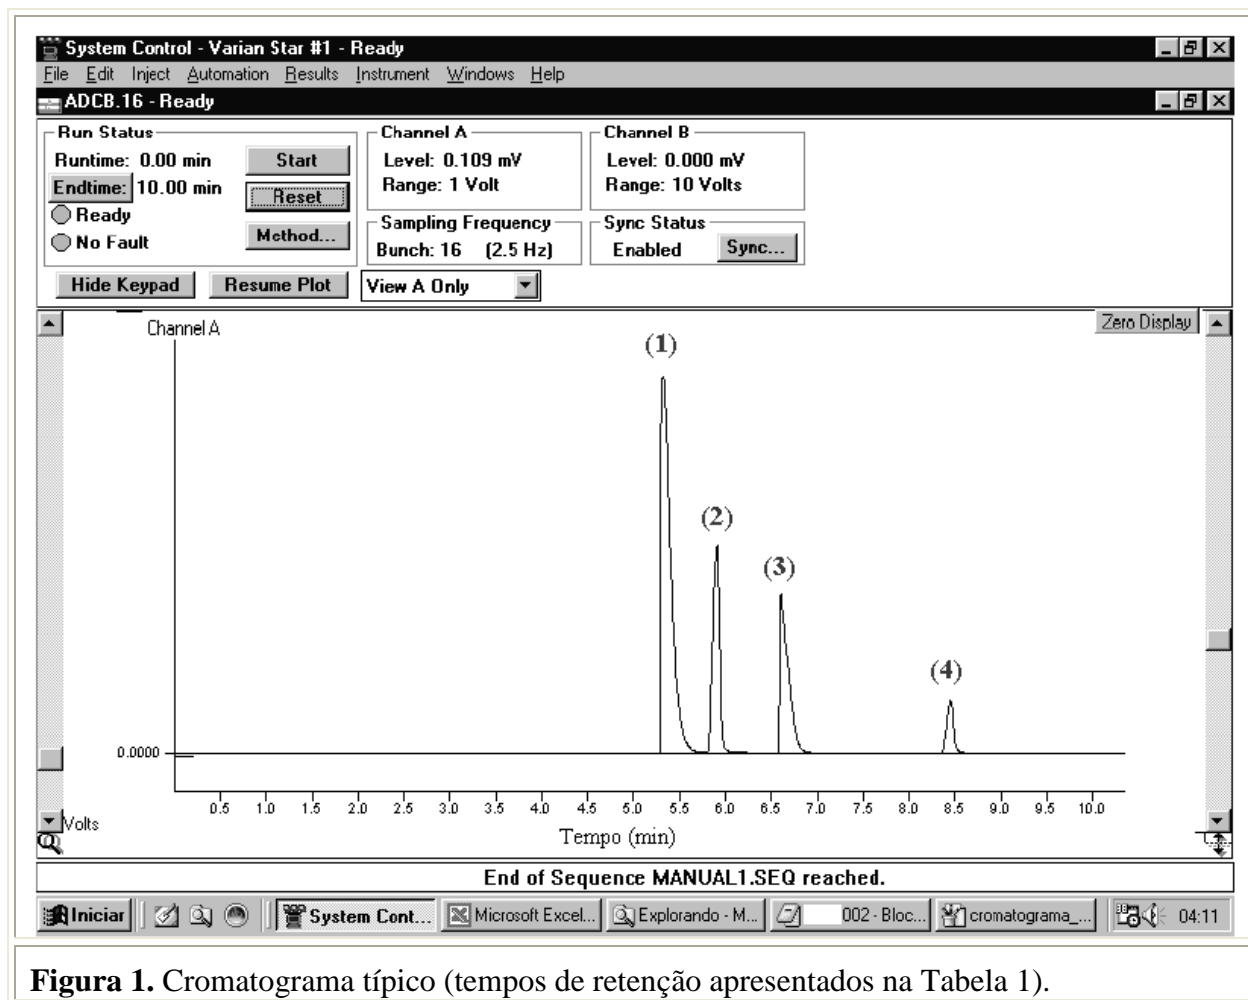 System Control - Varian Star #1 - Ready
File Edit Inject Automation Results Instrument Windows Help
ADCB.16 - Ready
Run Status
Runtime: 0.00 min
Start
Endtime: 10.00 min
Reset
Ready
No Fault
Method...
Channel A
Level: 0.109 mV
Range: 1 Volt
Channel B
Level: 0.000 mV
Range: 10 Volts
Sampling Frequency
Bunch: 16 (2.5 Hz)
Sync Status
Enabled Sync...
Hide Keypad Resume Plot View A Only
Channel A
Zero Display
(1)
(2)
(3)
(4)
0.0000
0.5 1.0 1.5 2.0 2.5 3.0 3.5 4.0 4.5 5.0 5.5 6.0 6.5 7.0 7.5 8.0 8.5 9.0 9.5 10.0
Volts
Tempo (min)
End of Sequence MANUAL1.SEQ reached.
Iniciar System Cont... Microsoft Excel... Explorando - M... 002 - Bloc... cromatograma_... 04:11
Figura 1. Cromatograma típico (tempos de retenção apresentados na Tabela 1).